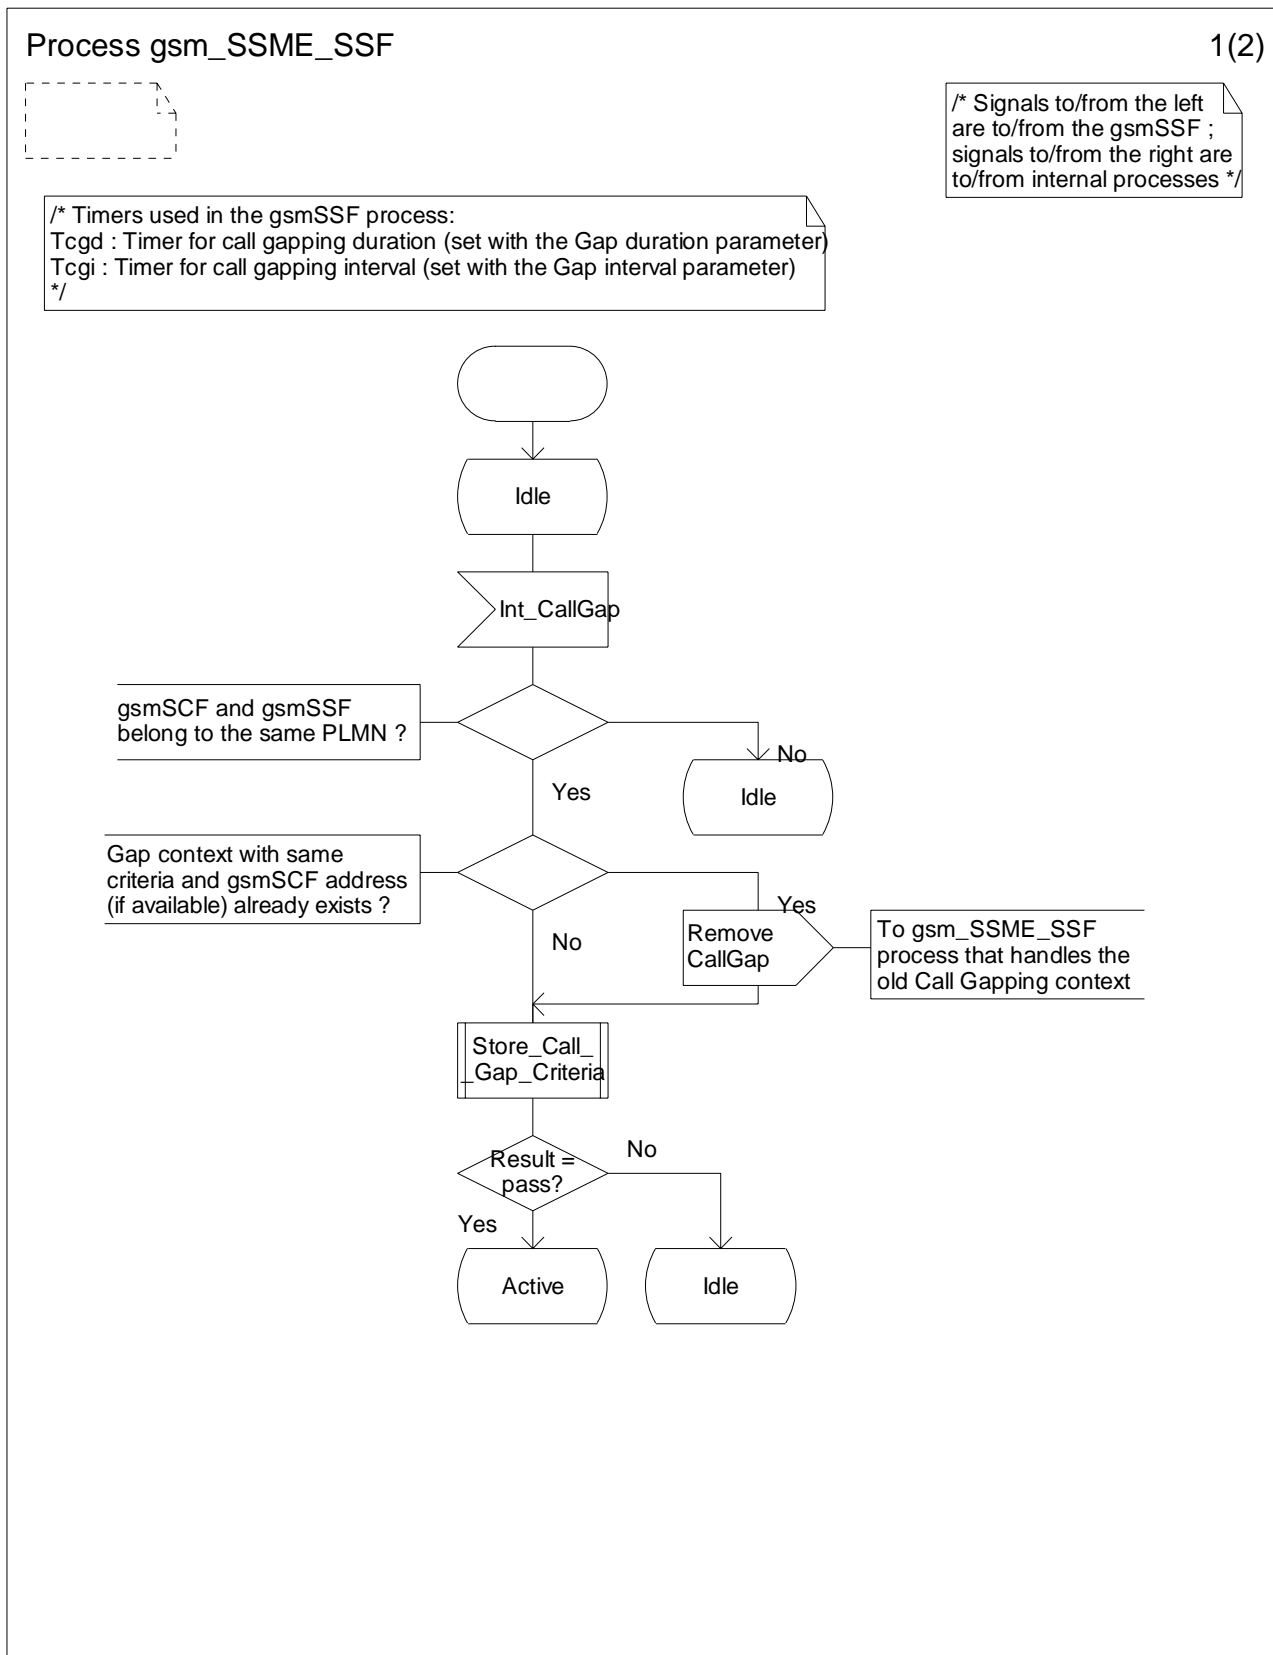 Process gsm_SSME_SSF
1(2)
/* Signals to/from the left
are to/from the gsmSSF ;
signals to/from the right are
to/from internal processes */
/* Timers used in the gsmSSF process:
Tcgd : Timer for call gapping duration (set with the Gap duration parameter)
Tcgi : Timer for call gapping interval (set with the Gap interval parameter)
*/
Idle
Int_CallGap
gsmSCF and gsmSSF
belong to the same PLMN ?
No
Idle
Yes
Gap context with same
criteria and gsmSCF address
(if available) already exists ?
Yes
Remove
CallGap
To gsm_SSME_SSF
process that handles the
old Call Gapping context
No
Store_Call_
_Gap_Criteria
Result =
pass?
No
Yes
Active
Idle